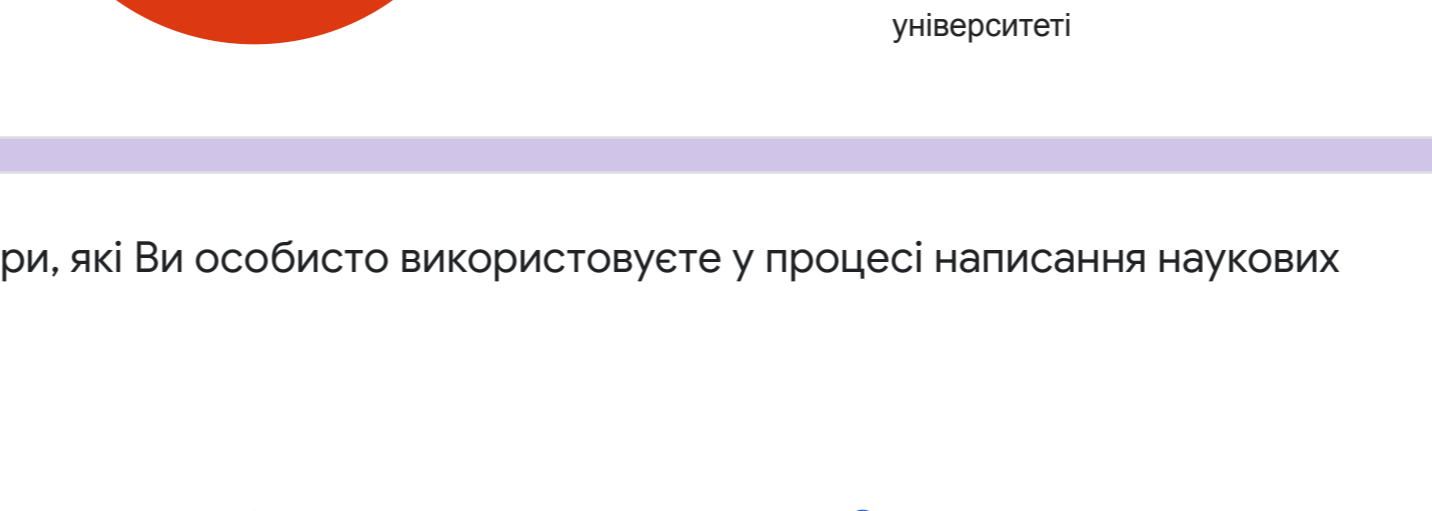 університеті
ри, які Ви особисто використовуєте у процесі написання наукових